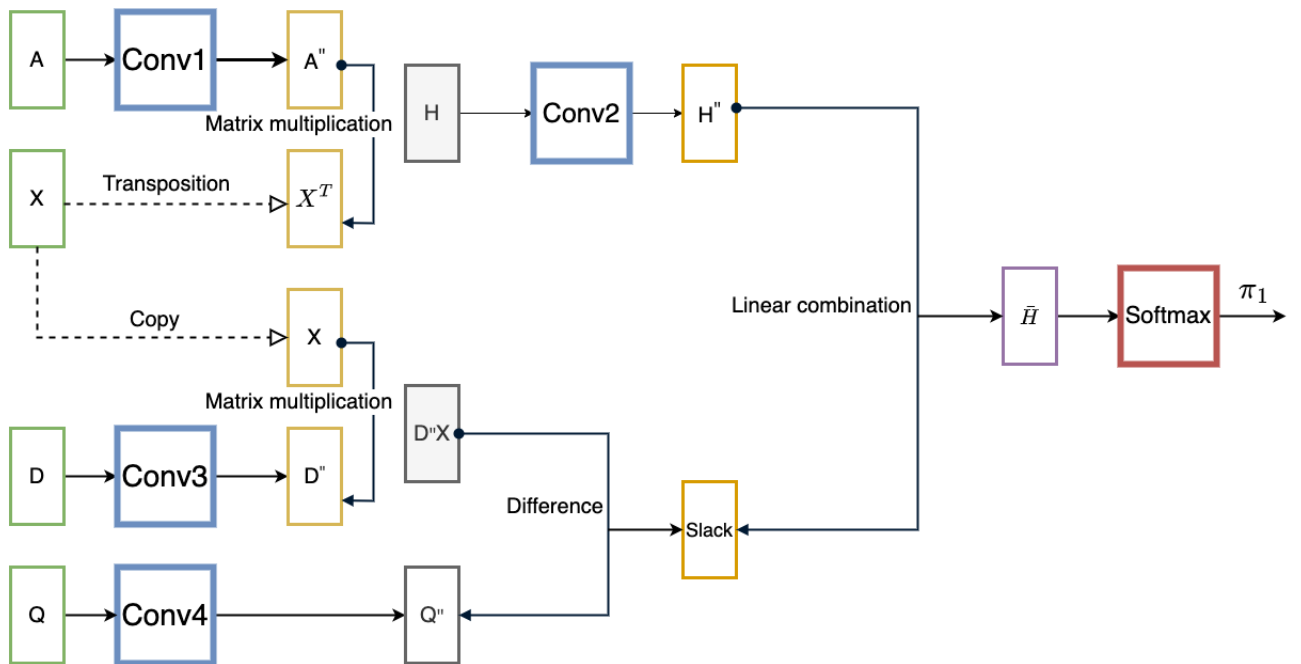 A
Conv1
A"
Matrix multiplication
H
Conv2
H"
X
Transposition
X^T
Copy
X
Matrix multiplication
D
Conv3
D"
D"X
Difference
Slack
Q
Conv4
Q"
Linear combination
H̄
Softmax
π₁